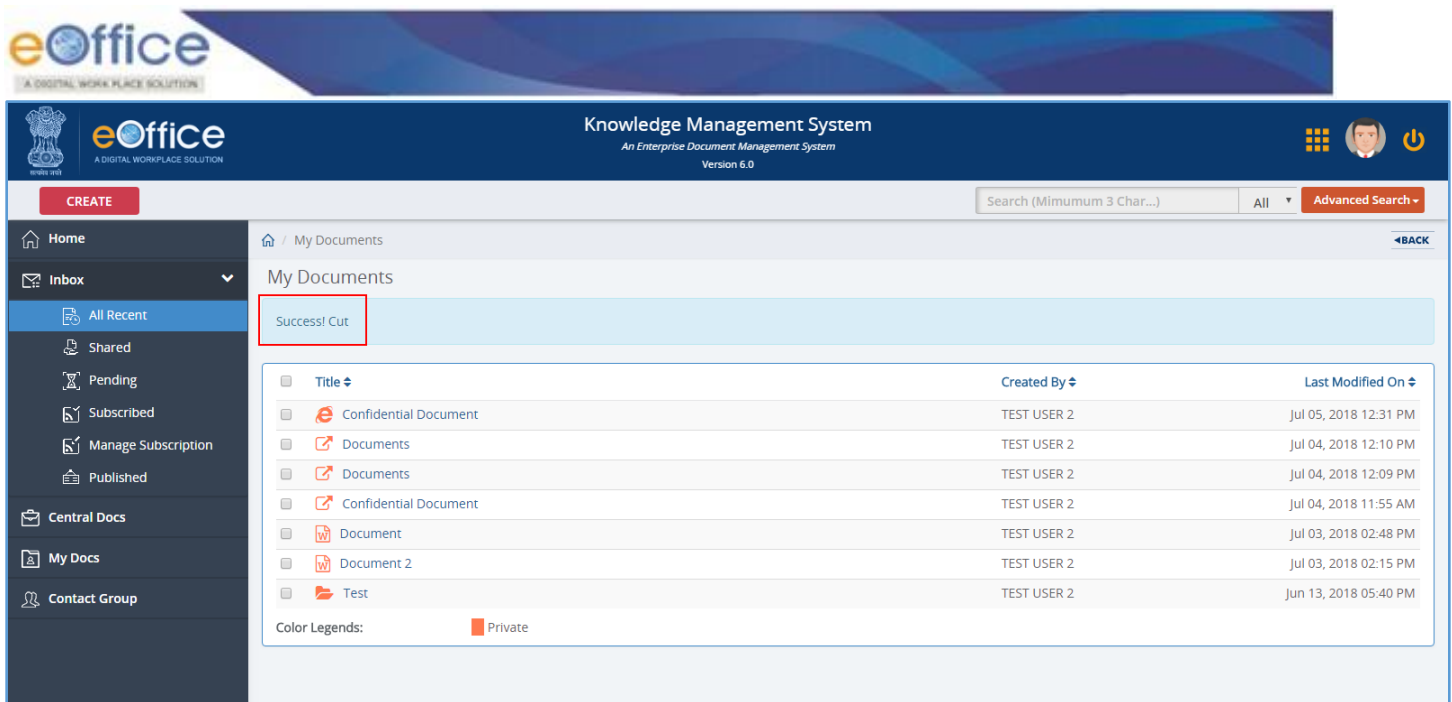 eOffice
A DIGITAL WORK PLACE SOLUTION
सत्यमेव जयते
eOffice
A DIGITAL WORKPLACE SOLUTION
Knowledge Management System
An Enterprise Document Management System
Version 6.0
CREATE
Search (Mimumum 3 Char...)
All
Advanced Search
Home
Inbox
All Recent
Shared
Pending
Subscribed
Manage Subscription
Published
Central Docs
My Docs
Contact Group
/ My Documents
BACK
My Documents
Success! Cut
Title Created By Last Modified On
Confidential Document TEST USER 2 Jul 05, 2018 12:31 PM
Documents TEST USER 2 Jul 04, 2018 12:10 PM
Documents TEST USER 2 Jul 04, 2018 12:09 PM
Confidential Document TEST USER 2 Jul 04, 2018 11:55 AM
Document TEST USER 2 Jul 03, 2018 02:48 PM
Document 2 TEST USER 2 Jul 03, 2018 02:15 PM
Test TEST USER 2 Jun 13, 2018 05:40 PM
Color Legends: Private